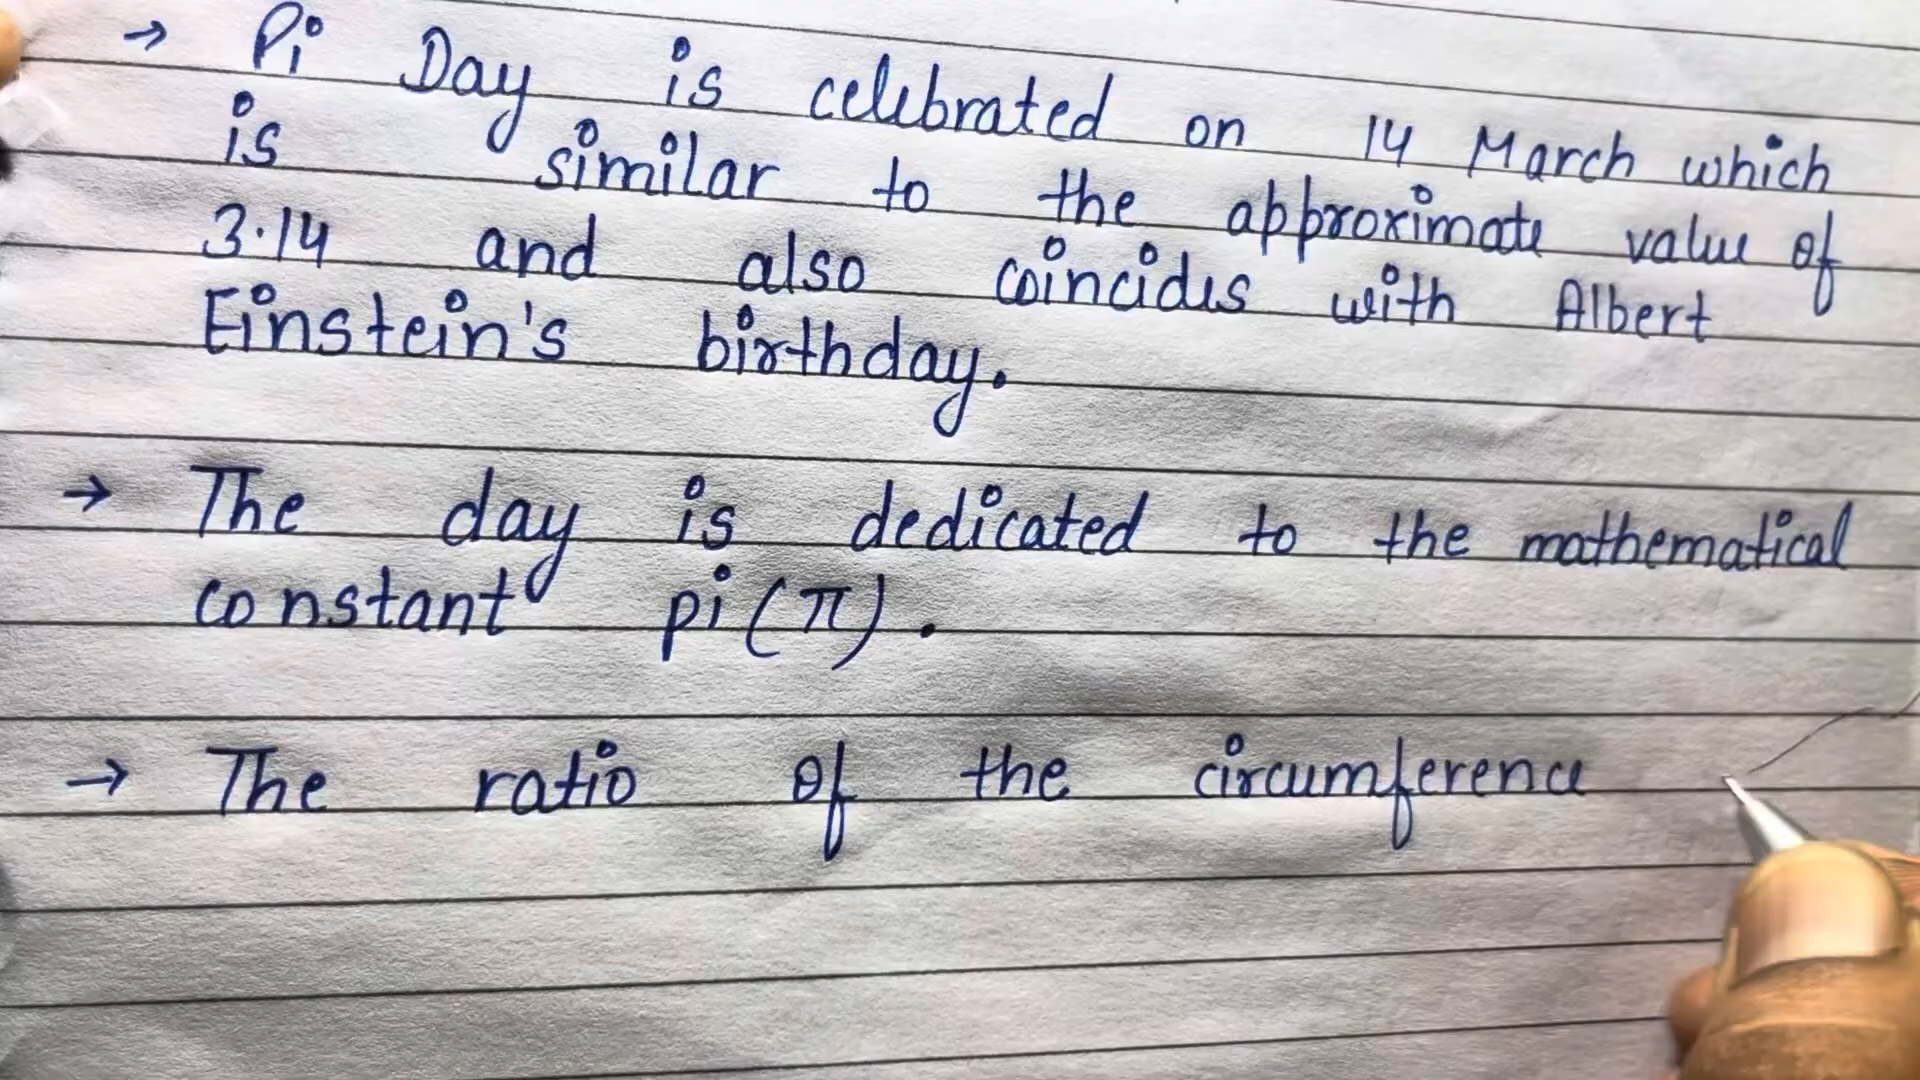 → Pi Day is celebrated on 14 March which
is similar to the approximate value of
3.14 and also coincides with Albert
Einstein's birthday.
→ The day is dedicated to the mathematical
constant pi (π).
→ The ratio of the circumference